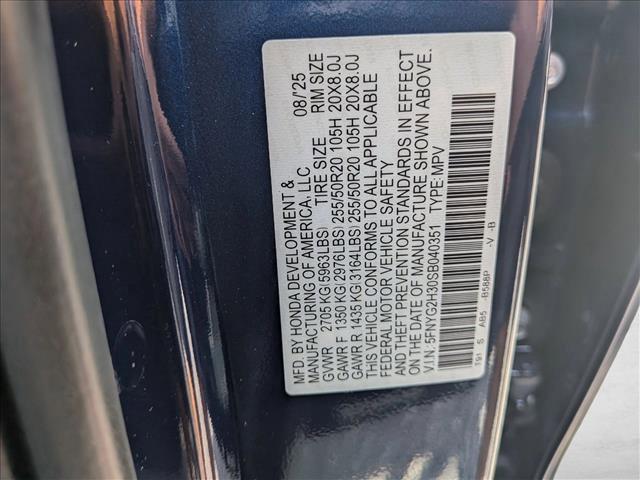 MFD. BY HONDA DEVELOPMENT & 08/'25
MANUFACTURING OF AMERICA, LLC
GVWR 2705 KG(5963LBS) TIRE SIZE RIM SIZE
GAWR F 1350 KG(2976LBS) 255/50R20 105H 20X8.0J
GAWR R 1435 KG(3164LBS) 255/50R20 105H 20X8.0J
THIS VEHICLE CONFORMS TO ALL APPLICABLE
FEDERAL MOTOR VEHICLE SAFETY
AND THEFT PREVENTION STANDARDS IN EFFECT
ON THE DATE OF MANUFACTURE SHOWN ABOVE.
V.I.N.: 5FNYG2H30SB040351 TYPE: MPV
T91 S AB5 -B588P -V -B